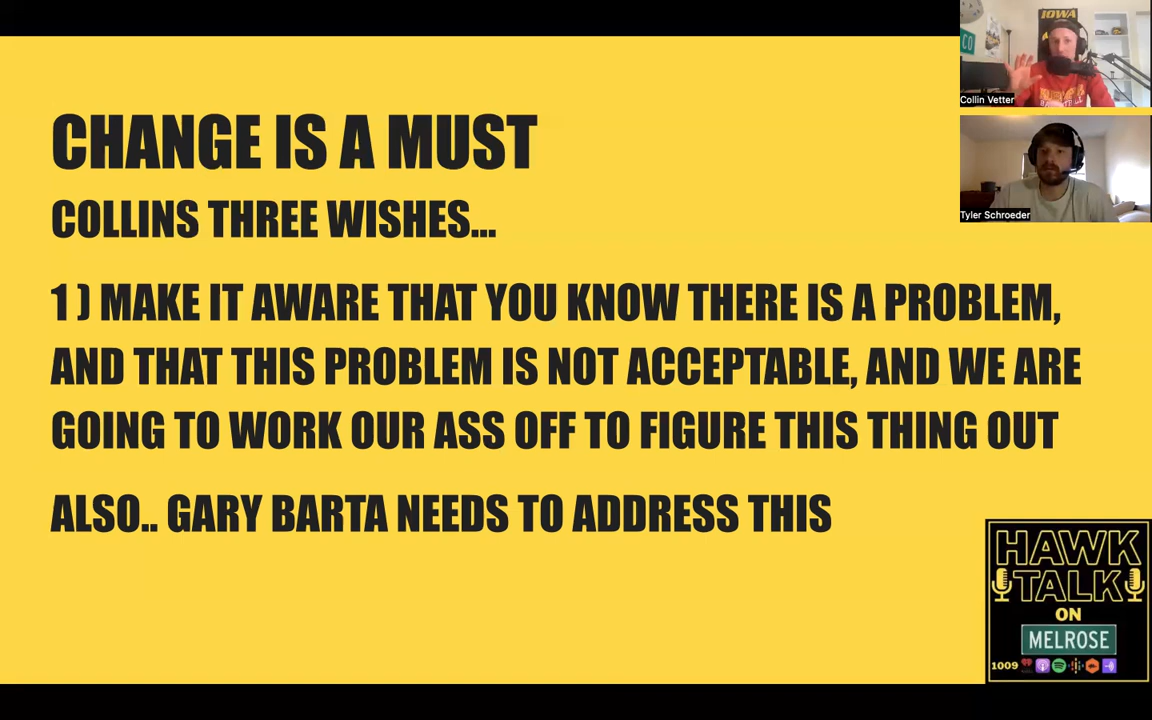 CHANGE IS A MUST
COLLINS THREE WISHES...
1 ) MAKE IT AWARE THAT YOU KNOW THERE IS A PROBLEM,
AND THAT THIS PROBLEM IS NOT ACCEPTABLE, AND WE ARE
GOING TO WORK OUR ASS OFF TO FIGURE THIS THING OUT
ALSO.. GARY BARTA NEEDS TO ADDRESS THIS
IOWA
CO
Collin Vetter
Tyler Schroeder
HAWK
TALK
ON
MELROSE
1009